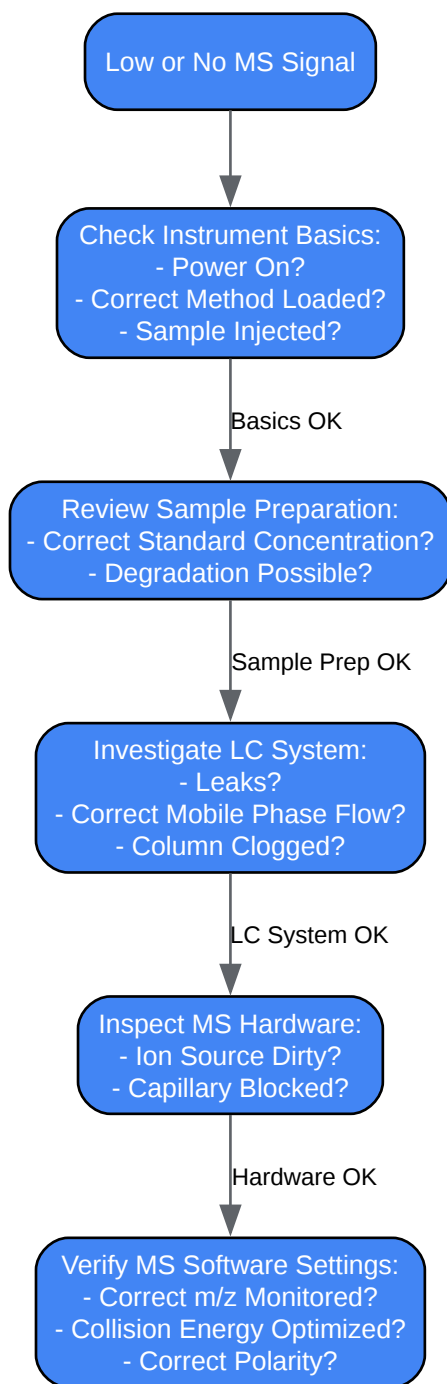 Low or No MS Signal
Check Instrument Basics:
- Power On?
- Correct Method Loaded?
- Sample Injected?
Basics OK
Review Sample Preparation:
- Correct Standard Concentration?
- Degradation Possible?
Sample Prep OK
Investigate LC System:
- Leaks?
- Correct Mobile Phase Flow?
- Column Clogged?
LC System OK
Inspect MS Hardware:
- Ion Source Dirty?
- Capillary Blocked?
Hardware OK
Verify MS Software Settings:
- Correct m/z Monitored?
- Collision Energy Optimized?
- Correct Polarity?